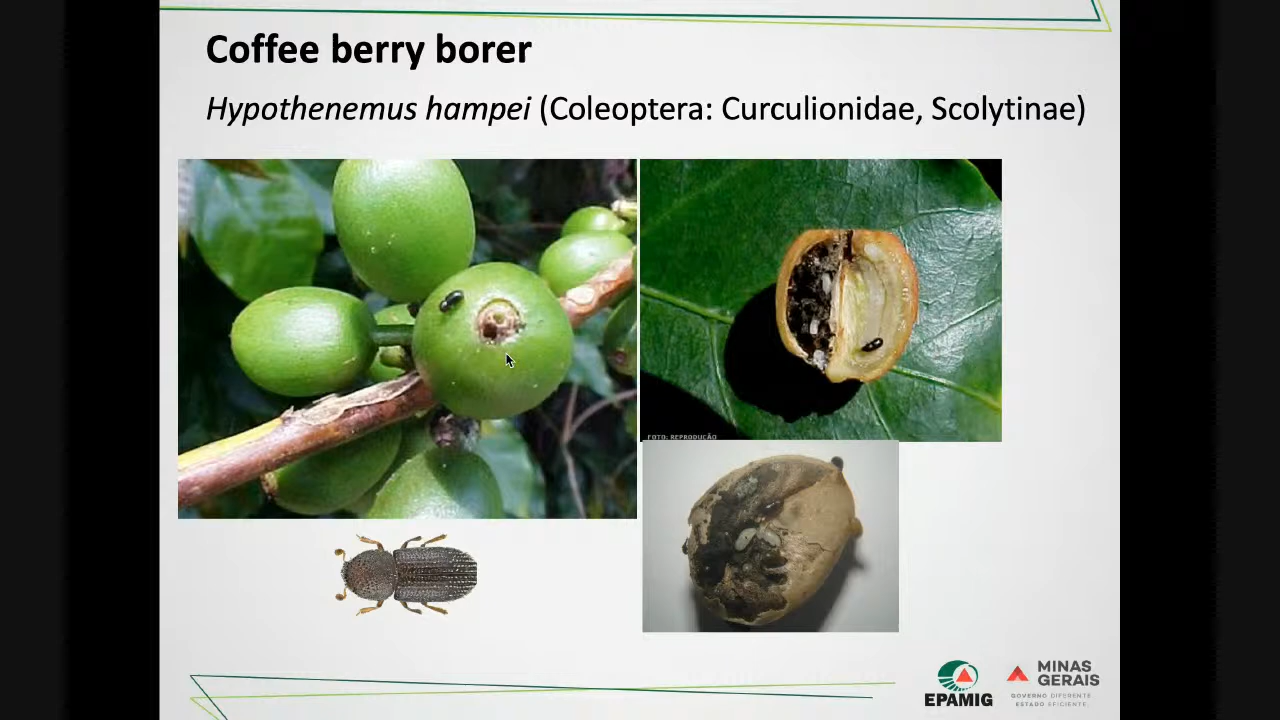 Coffee berry borer
Hypothenemus hampei (Coleoptera: Curculionidae, Scolytinae)
FOTO: REPRODUÇÃO
EPAMIG
MINAS
GERAIS
GOVERNO DIFERENTE.
ESTADO EFICIENTE.